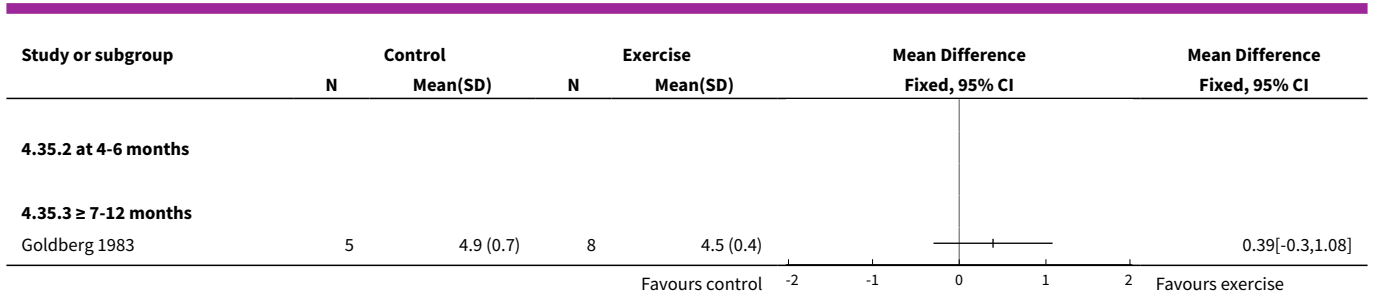 Study or subgroup Control Exercise Mean Difference Mean Difference
N Mean(SD) N Mean(SD) Fixed, 95% CI Fixed, 95% CI
4.35.2 at 4-6 months
4.35.3 ≥ 7-12 months
Goldberg 1983 5 4.9 (0.7) 8 4.5 (0.4) 0.39[-0.3,1.08]
Favours control -2 -1 0 1 2 Favours exercise